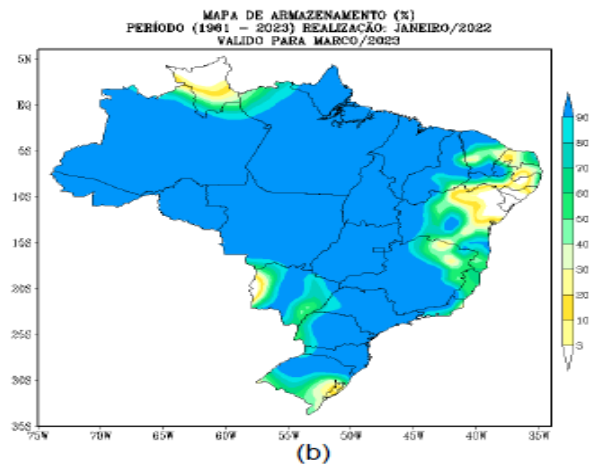 MAPA DE ARMAZENAMENTO (%)
PERÍODO (1961 – 2023) REALIZAÇÃO: JANEIRO/2022
VALIDO PARA MARCO/2023
5N
E0
5S
10S
15S
20S
25S
30S
35S
75W 70W 65W 60W 55W 50W 45W 40W 35W
90
80
70
60
50
40
30
20
10
3
(b)